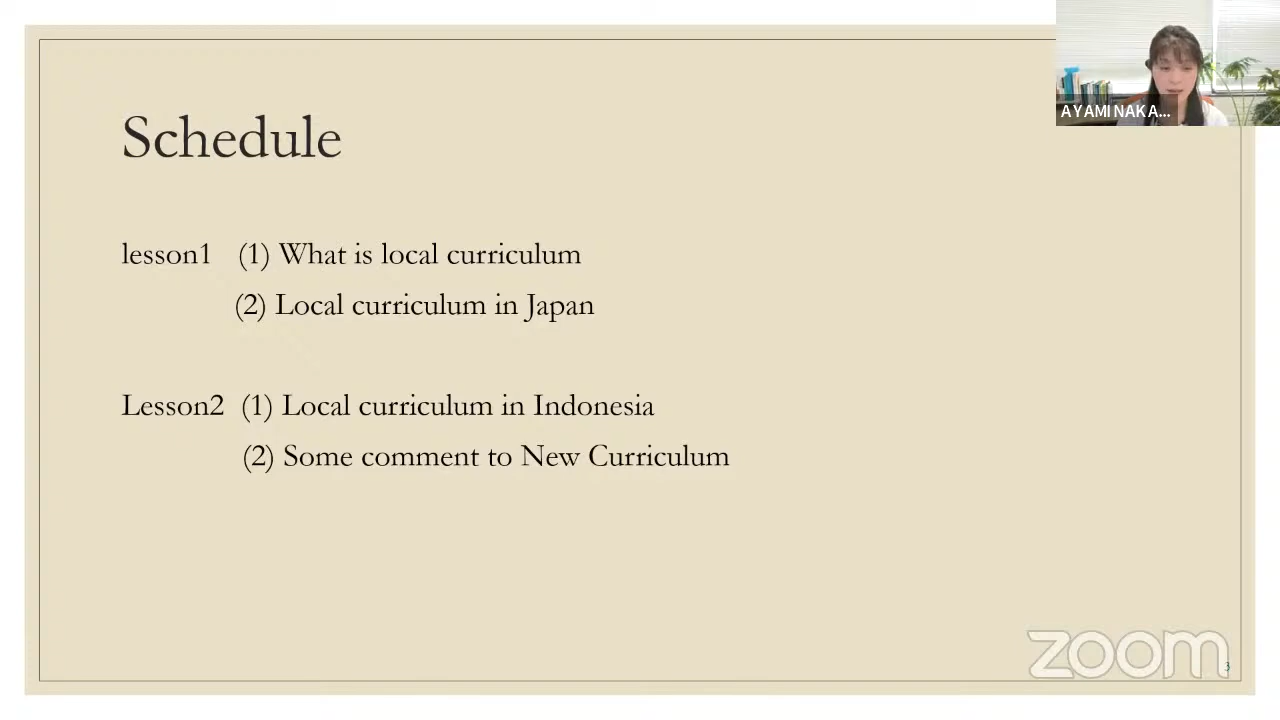 AYAMI NAKA...
Schedule
lesson1 (1) What is local curriculum
(2) Local curriculum in Japan
Lesson2 (1) Local curriculum in Indonesia
(2) Some comment to New Curriculum
zoom
3